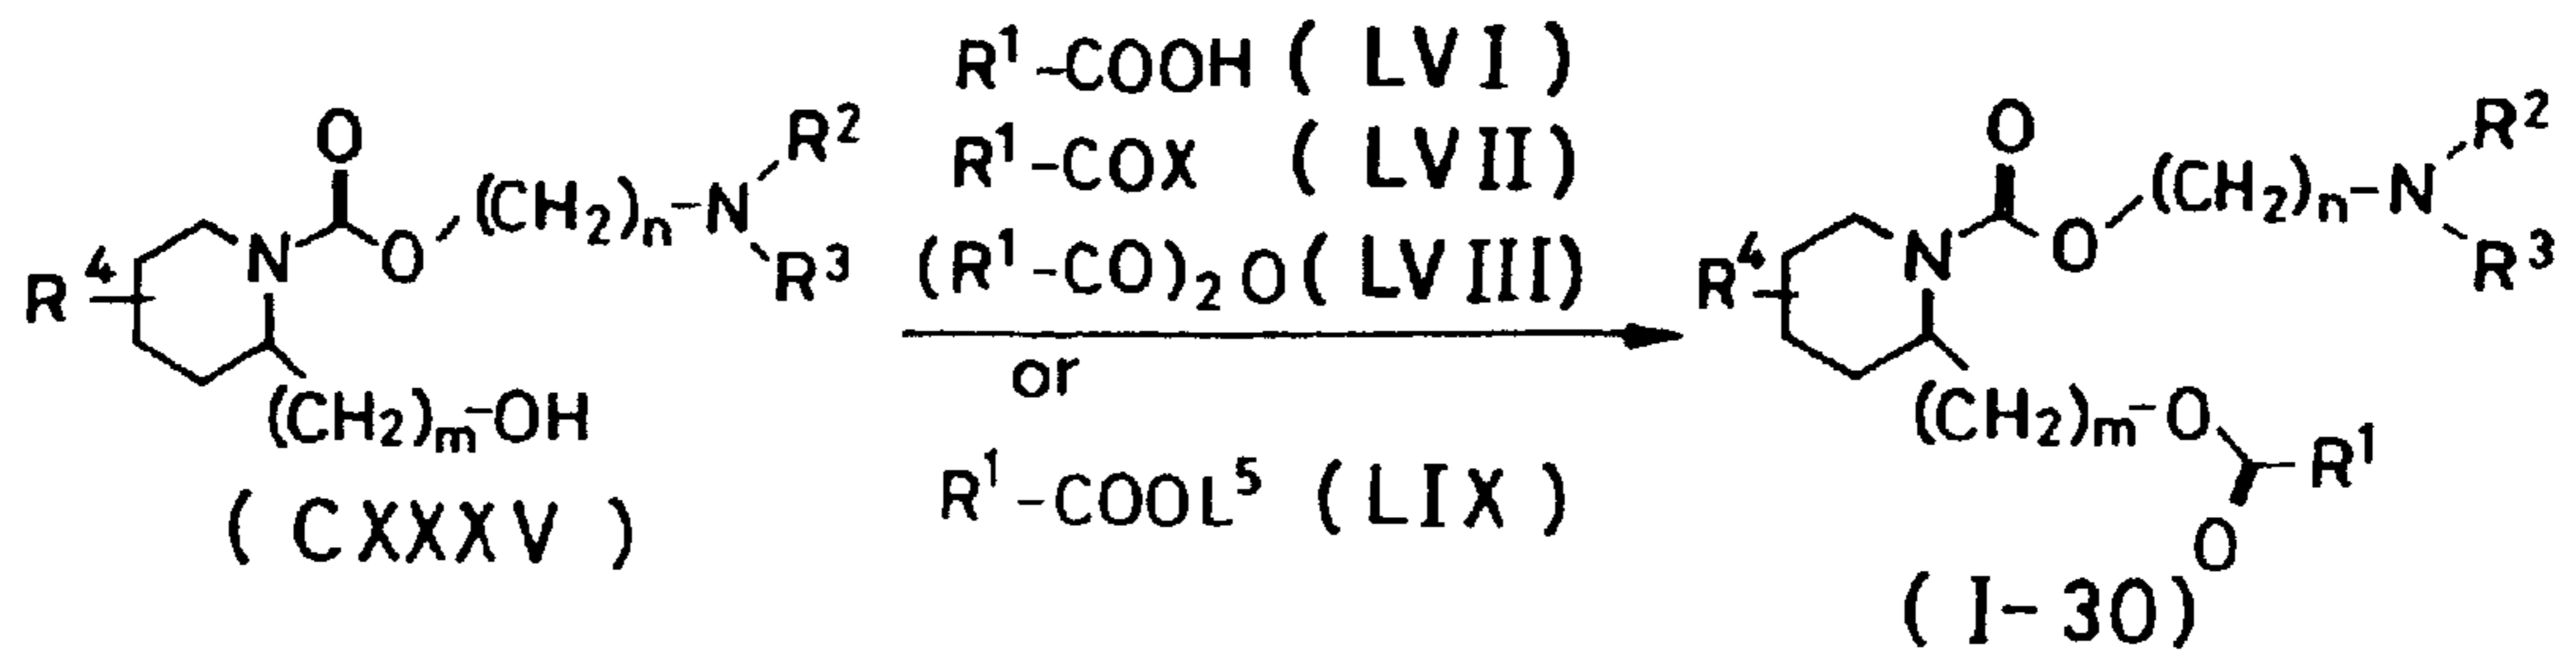 R¹-COOH ( LVI )
R¹-COX ( LVII )
(R¹-CO)₂O ( LVIII )
or
R¹-COOL⁵ ( LIX )
O
R²
(CH₂)ₙ-N
R⁴
N
O
R³
(CH₂)ₘ-OH
( CXXXV )
O
R²
(CH₂)ₙ-N
R⁴
N
O
R³
(CH₂)ₘ-O
R¹
O
( I-30 )